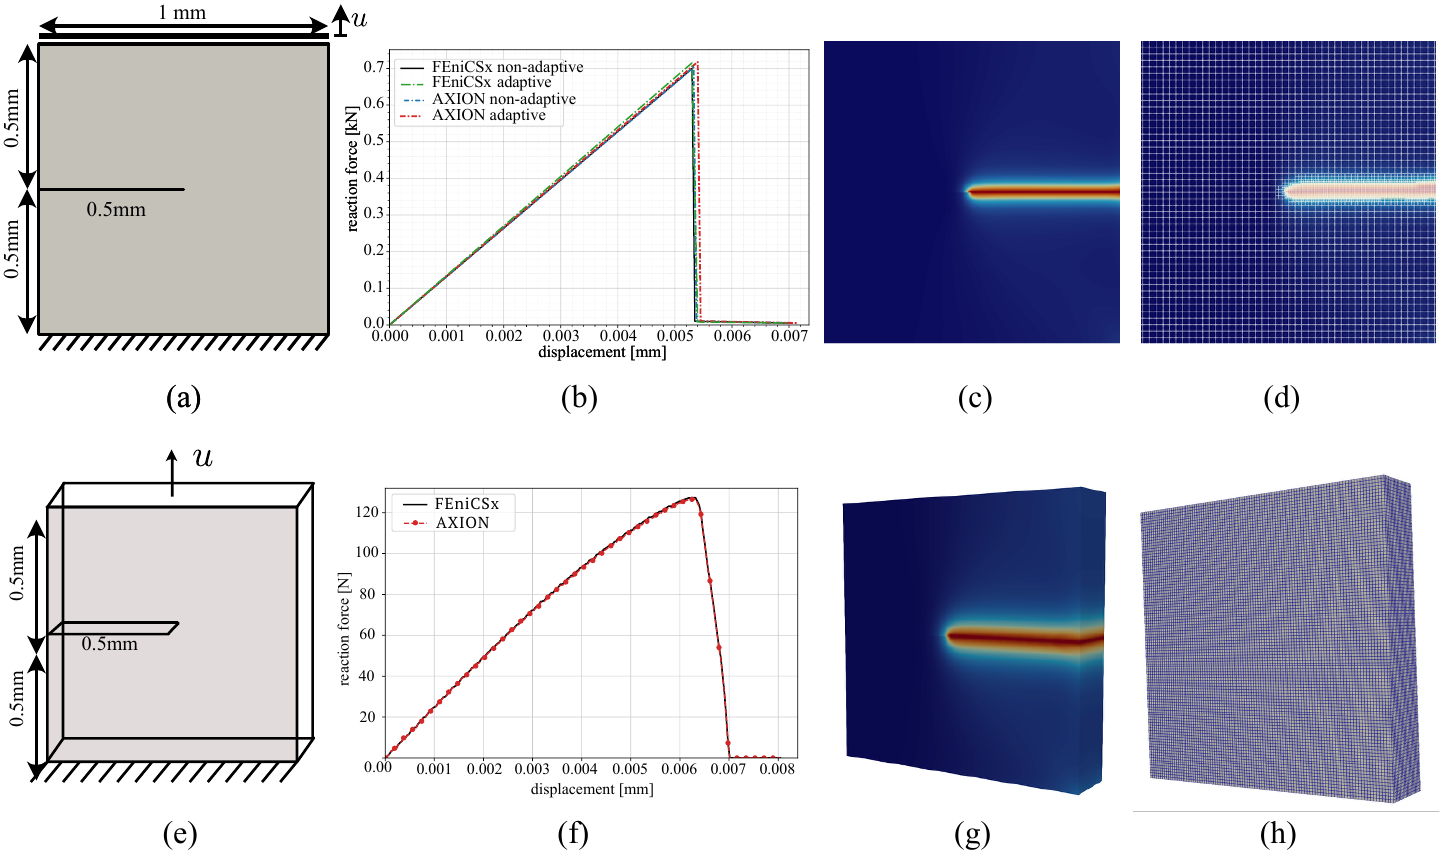 1 mm
u
0.5mm
0.5mm
0.5mm
(a)
FEniCSx non-adaptive
FEniCSx adaptive
AXION non-adaptive
AXION adaptive
reaction force [kN]
0.7
0.6
0.5
0.4
0.3
0.2
0.1
0.0
0.000 0.001 0.002 0.003 0.004 0.005 0.006 0.007
displacement [mm]
(b)
(c)
(d)
u
0.5mm
0.5mm
0.5mm
(e)
FEniCSx
AXION
reaction force [N]
120
100
80
60
40
20
0.00 0.001 0.002 0.003 0.004 0.005 0.006 0.007 0.008
displacement [mm]
(f)
(g)
(h)